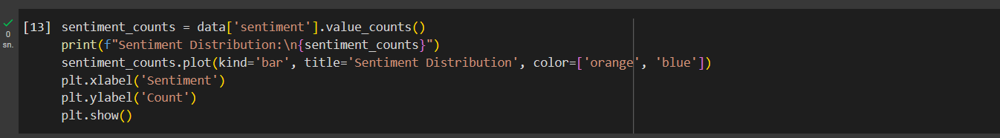 [13] sentiment_counts = data['sentiment'].value_counts()
0 print(f"Sentiment Distribution:\n{sentiment_counts}")
sn. sentiment_counts.plot(kind='bar', title='Sentiment Distribution', color=['orange', 'blue'])
plt.xlabel('Sentiment')
plt.ylabel('Count')
plt.show()